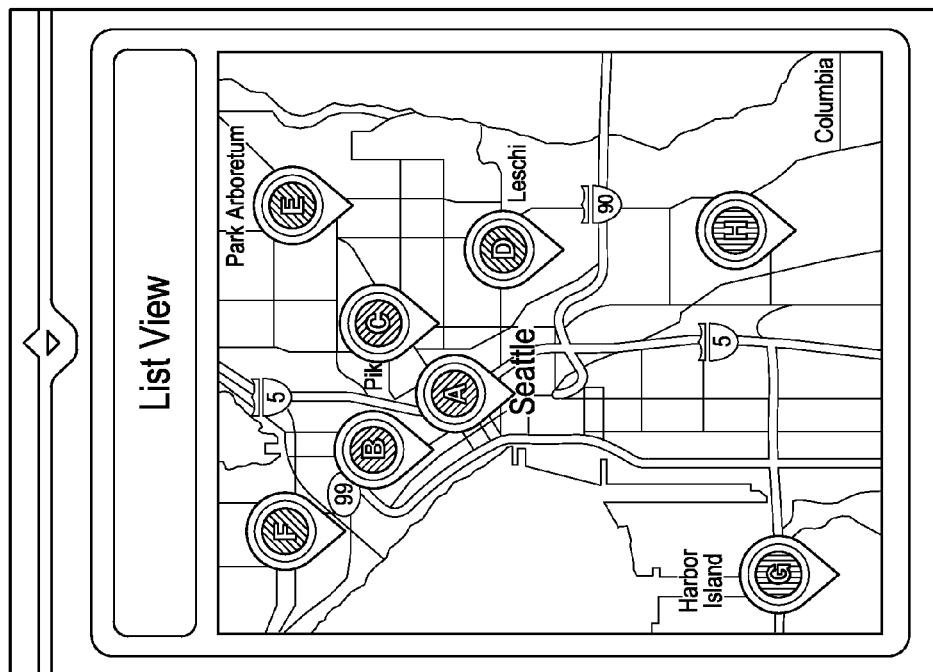 List View
Park Arboretum
E
F
5
B
99
Pik
C
A
Seattle
D
Leschi
90
H
5
Columbia
Harbor
Island
G